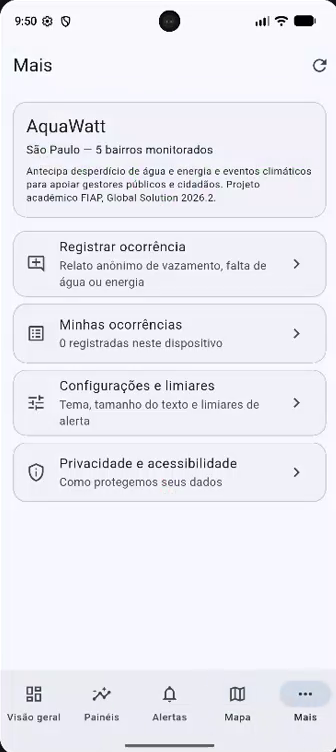 9:50
Mais
AquaWatt
São Paulo — 5 bairros monitorados
Antecipa desperdício de água e energia e eventos climáticos
para apoiar gestores públicos e cidadãos. Projeto
acadêmico FIAP, Global Solution 2026.2.
Registrar ocorrência
Relato anônimo de vazamento, falta de
água ou energia
Minhas ocorrências
0 registradas neste dispositivo
Configurações e limiares
Tema, tamanho do texto e limiares de
alerta
Privacidade e acessibilidade
Como protegemos seus dados
Visão geral
Painéis
Alertas
Mapa
Mais